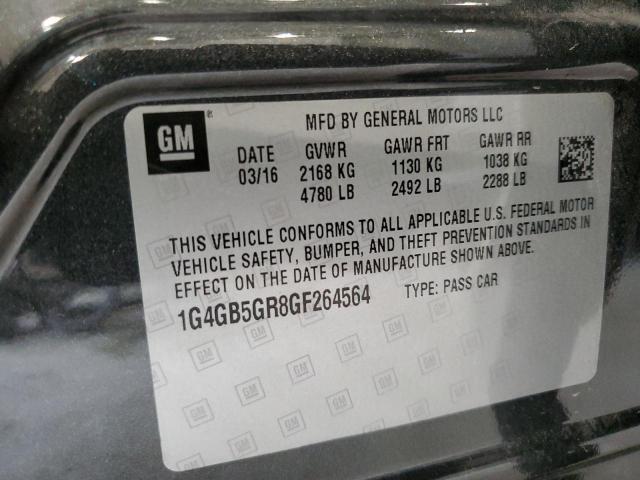 GM
MFD BY GENERAL MOTORS LLC
DATE GVWR GAWR FRT GAWR RR
03/16 2168 KG 1130 KG 1038 KG
4780 LB 2492 LB 2288 LB
THIS VEHICLE CONFORMS TO ALL APPLICABLE U.S. FEDERAL MOTOR
VEHICLE SAFETY, BUMPER, AND THEFT PREVENTION STANDARDS IN
EFFECT ON THE DATE OF MANUFACTURE SHOWN ABOVE.
1G4GB5GR8GF264564 TYPE: PASS CAR